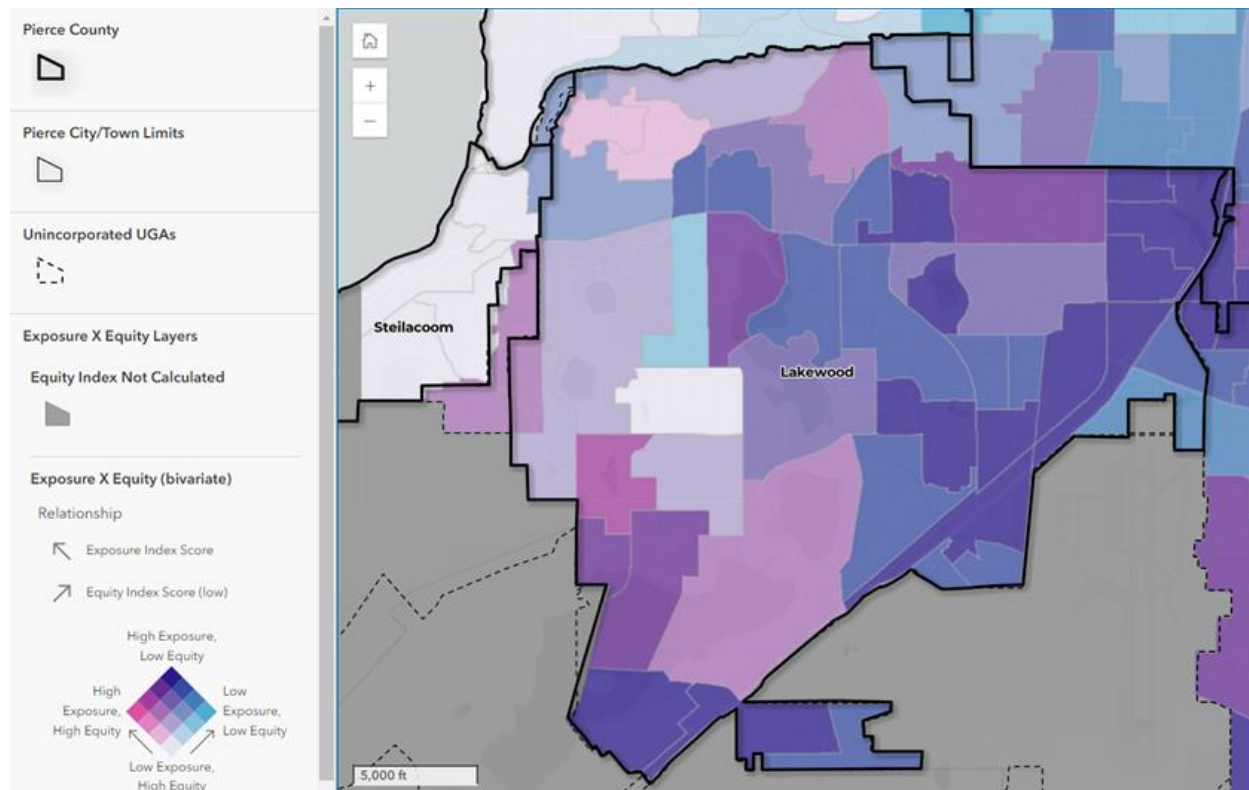 Pierce County
Pierce City/Town Limits
Unincorporated UGAs
Exposure X Equity Layers
Equity Index Not Calculated
Exposure X Equity (bivariate)
Relationship
Exposure Index Score
Equity Index Score (low)
High Exposure,
Low Equity
High
Exposure,
High Equity
Low
Exposure,
Low Equity
Low Exposure,
High Equity
+
−
Steilacoom
Lakewood
5,000 ft